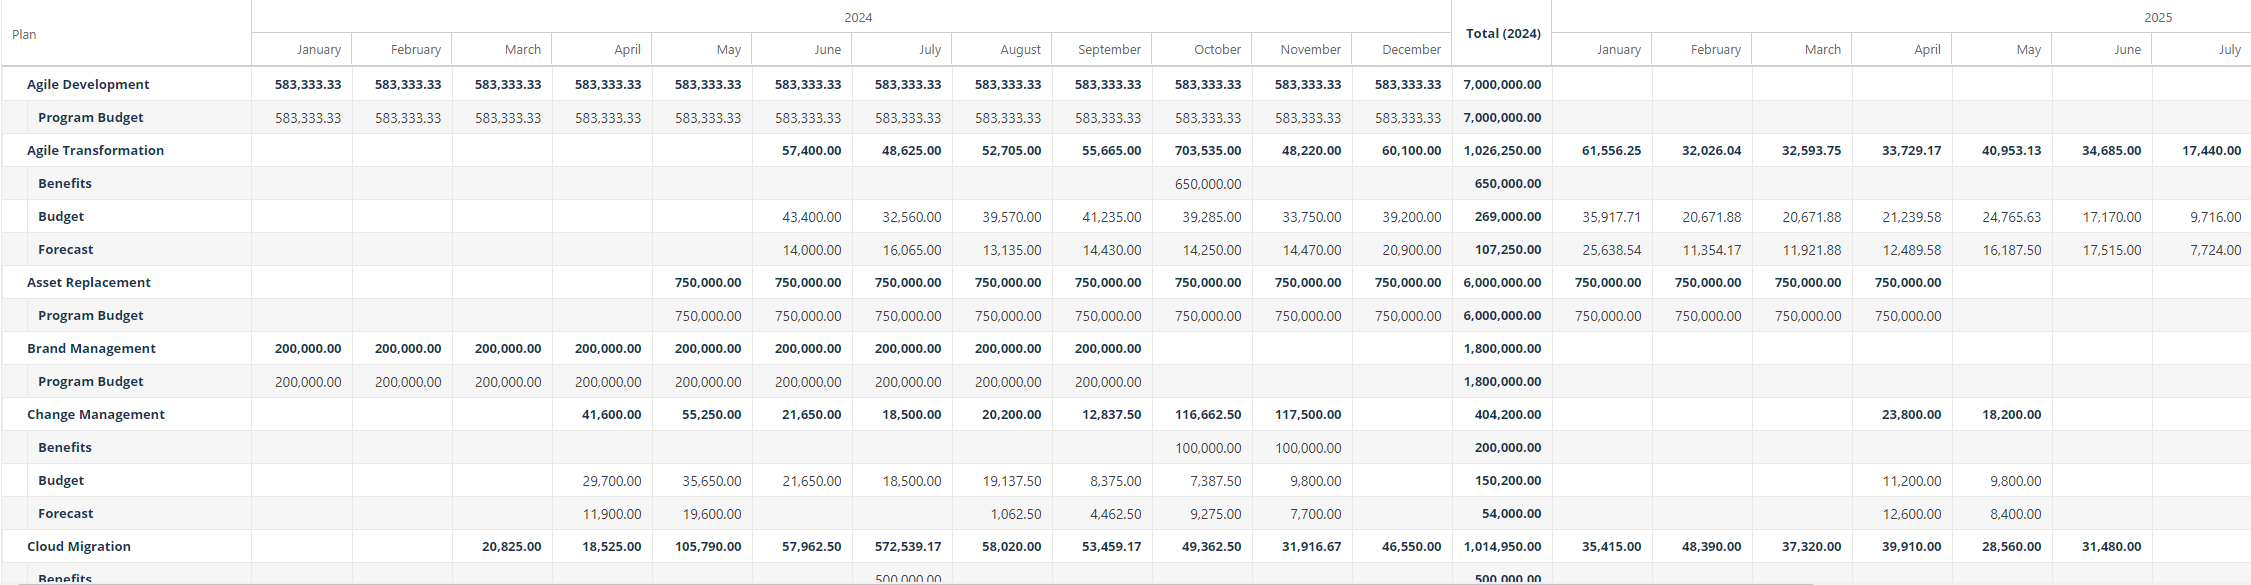 2024 2025
Plan Total (2024)
January February March April May June July August September October November December January February March April May June July
Agile Development 583,333.33 583,333.33 583,333.33 583,333.33 583,333.33 583,333.33 583,333.33 583,333.33 583,333.33 583,333.33 583,333.33 583,333.33 7,000,000.00
Program Budget 583,333.33 583,333.33 583,333.33 583,333.33 583,333.33 583,333.33 583,333.33 583,333.33 583,333.33 583,333.33 583,333.33 583,333.33 7,000,000.00
Agile Transformation 57,400.00 48,625.00 52,705.00 55,665.00 703,535.00 48,220.00 60,100.00 1,026,250.00 61,556.25 32,026.04 32,593.75 33,729.17 40,953.13 34,685.00 17,440.00
Benefits 650,000.00 650,000.00
Budget 43,400.00 32,560.00 39,570.00 41,235.00 39,285.00 33,750.00 39,200.00 269,000.00 35,917.71 20,671.88 20,671.88 21,239.58 24,765.63 17,170.00 9,716.00
Forecast 14,000.00 16,065.00 13,135.00 14,430.00 14,250.00 14,470.00 20,900.00 107,250.00 25,638.54 11,354.17 11,921.88 12,489.58 16,187.50 17,515.00 7,724.00
Asset Replacement 750,000.00 750,000.00 750,000.00 750,000.00 750,000.00 750,000.00 750,000.00 750,000.00 6,000,000.00 750,000.00 750,000.00 750,000.00 750,000.00
Program Budget 750,000.00 750,000.00 750,000.00 750,000.00 750,000.00 750,000.00 750,000.00 750,000.00 6,000,000.00 750,000.00 750,000.00 750,000.00 750,000.00
Brand Management 200,000.00 200,000.00 200,000.00 200,000.00 200,000.00 200,000.00 200,000.00 200,000.00 200,000.00 1,800,000.00
Program Budget 200,000.00 200,000.00 200,000.00 200,000.00 200,000.00 200,000.00 200,000.00 200,000.00 200,000.00 1,800,000.00
Change Management 41,600.00 55,250.00 21,650.00 18,500.00 20,200.00 12,837.50 116,662.50 117,500.00 404,200.00 23,800.00 18,200.00
Benefits 100,000.00 100,000.00 200,000.00
Budget 29,700.00 35,650.00 21,650.00 18,500.00 19,137.50 8,375.00 7,387.50 9,800.00 150,200.00 11,200.00 9,800.00
Forecast 11,900.00 19,600.00 1,062.50 4,462.50 9,275.00 7,700.00 54,000.00 12,600.00 8,400.00
Cloud Migration 20,825.00 18,525.00 105,790.00 57,962.50 572,539.17 58,020.00 53,459.17 49,362.50 31,916.67 46,550.00 1,014,950.00 35,415.00 48,390.00 37,320.00 39,910.00 28,560.00 31,480.00
Benefits 500,000.00 500,000.00